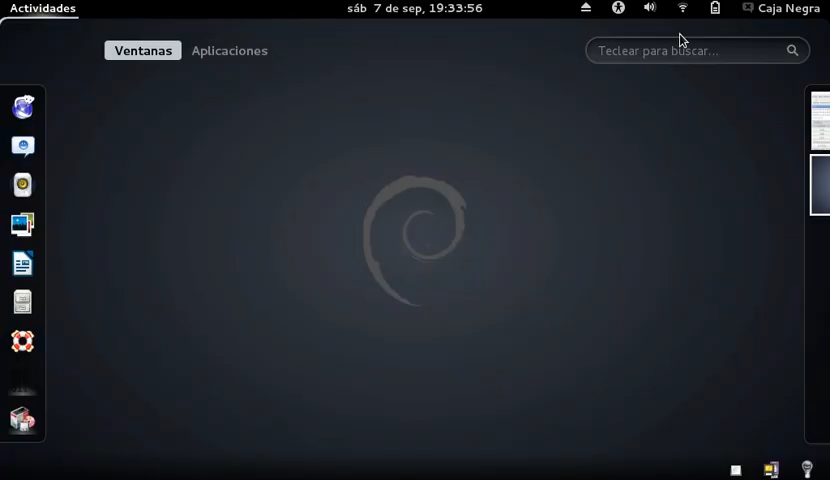 Actividades sáb 7 de sep, 19:33:56 Caja Negra
Ventanas Aplicaciones Teclear para buscar...